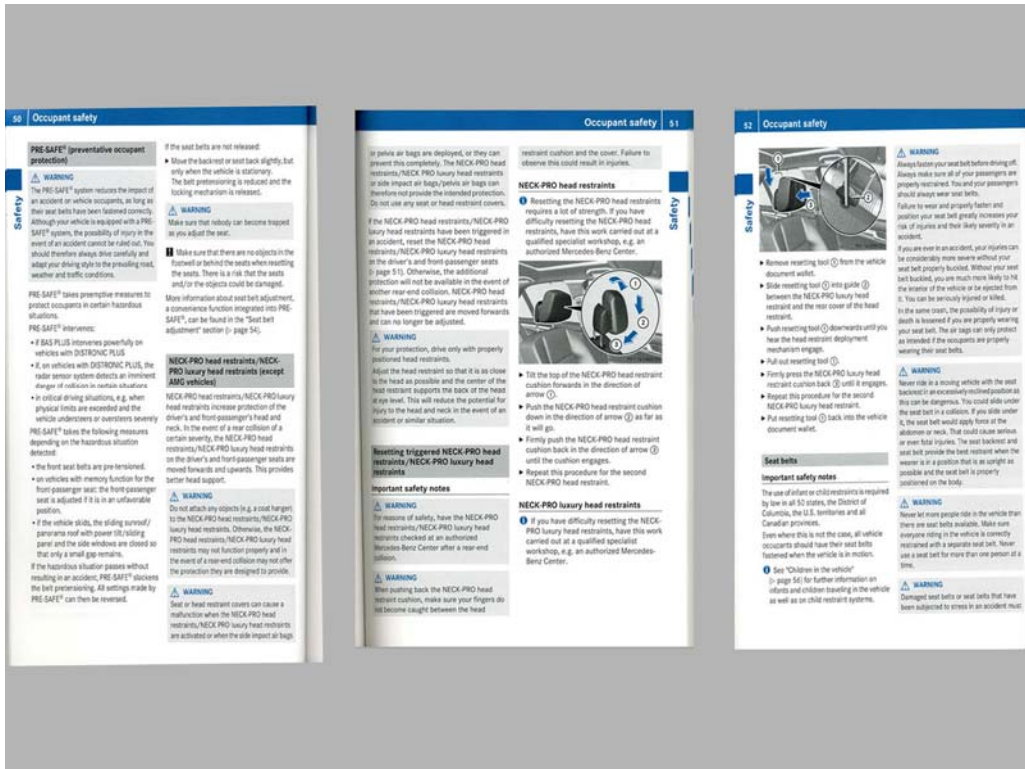 50 Occupant safety
Safety
PRE-SAFE® (preventative occupant
protection)
WARNING
The PRE-SAFE® system reduces the impact of
an accident on vehicle occupants, as long as
their seat belts have been fastened correctly.
Although your vehicle is equipped with a PRE-
SAFE® system, the possibility of injury in the
event of an accident cannot be ruled out. You
should therefore always drive carefully and
adapt your driving style to the prevailing road,
weather and traffic conditions.
PRE-SAFE® takes preemptive measures to
protect occupants in certain hazardous
situations.
PRE-SAFE® intervenes:
• if BAS PLUS intervenes powerfully on
vehicles with DISTRONIC PLUS
• if, on vehicles with DISTRONIC PLUS, the
radar sensor system detects an imminent
danger of collision in certain situations
• in critical driving situations, e.g. when
physical limits are exceeded and the
vehicle understeers or oversteers severely
PRE-SAFE® takes the following measures
depending on the hazardous situation
detected:
• the front seat belts are pre-tensioned.
• on vehicles with memory function for the
front-passenger seat: the front-passenger
seat is adjusted if it is in an unfavorable
position.
• if the vehicle skids, the sliding sunroof/
panorama roof with power tilt/sliding
panel and the side windows are closed so
that only a small gap remains.
If the hazardous situation passes without
resulting in an accident, PRE-SAFE® slackens
the belt pretensioning. All settings made by
PRE-SAFE® can then be reversed.
If the seat belts are not released:
▶ Move the backrest or seat back slightly, but
only when the vehicle is stationary.
The belt pretensioning is reduced and the
locking mechanism is released.
WARNING
Make sure that nobody can become trapped
as you adjust the seat.
! Make sure that there are no objects in the
footwell or behind the seats when resetting
the seats. There is a risk that the seats
and/or the objects could be damaged.
More information about seat belt adjustment,
a convenience function integrated into PRE-
SAFE®, can be found in the "Seat belt
adjustment" section (▷ page 54).
NECK-PRO head restraints/NECK-
PRO luxury head restraints (except
AMG vehicles)
NECK-PRO head restraints/NECK-PRO luxury
head restraints increase protection of the
driver's and front-passenger's head and
neck. In the event of a rear collision of a
certain severity, the NECK-PRO head
restraints/NECK-PRO luxury head restraints
on the driver's and front-passenger seats are
moved forwards and upwards. This provides
better head support.
WARNING
Do not attach any objects (e.g. a coat hanger)
to the NECK-PRO head restraints/NECK-PRO
luxury head restraints. Otherwise, the NECK-
PRO head restraints/NECK-PRO luxury head
restraints may not function properly and in
the event of a rear-end collision may not offer
the protection they are designed to provide.
WARNING
Seat or head restraint covers can cause a
malfunction when the NECK-PRO head
restraints/NECK PRO luxury head restraints
are activated or when the side impact air bags
Occupant safety 51
Safety
or pelvis air bags are deployed, or they can
prevent this completely. The NECK-PRO head
restraints/NECK PRO luxury head restraints
or side impact air bags/pelvis air bags can
therefore not provide the intended protection.
Do not use any seat or head restraint covers.
If the NECK-PRO head restraints/NECK-PRO
luxury head restraints have been triggered in
an accident, reset the NECK-PRO head
restraints/NECK-PRO luxury head restraints
on the driver's and front-passenger seats
(▷ page 51). Otherwise, the additional
protection will not be available in the event of
another rear-end collision. NECK-PRO head
restraints/NECK-PRO luxury head restraints
that have been triggered are moved forwards
and can no longer be adjusted.
WARNING
For your protection, drive only with properly
positioned head restraints.
Adjust the head restraint so that it is as close
to the head as possible and the center of the
head restraint supports the back of the head
at eye level. This will reduce the potential for
injury to the head and neck in the event of an
accident or similar situation.
Resetting triggered NECK-PRO head
restraints/NECK-PRO luxury head
restraints
Important safety notes
WARNING
For reasons of safety, have the NECK-PRO
head restraints/NECK-PRO luxury head
restraints checked at an authorized
Mercedes-Benz Center after a rear-end
collision.
WARNING
When pushing back the NECK-PRO head
restraint cushion, make sure your fingers do
not become caught between the head
restraint cushion and the cover. Failure to
observe this could result in injuries.
NECK-PRO head restraints
i Resetting the NECK-PRO head restraints
requires a lot of strength. If you have
difficulty resetting the NECK-PRO head
restraints, have this work carried out at a
qualified specialist workshop, e.g. an
authorized Mercedes-Benz Center.
1
2
3
▶ Tilt the top of the NECK-PRO head restraint
cushion forwards in the direction of
arrow ①.
▶ Push the NECK-PRO head restraint cushion
down in the direction of arrow ② as far as
it will go.
▶ Firmly push the NECK-PRO head restraint
cushion back in the direction of arrow ③
until the cushion engages.
▶ Repeat this procedure for the second
NECK-PRO head restraint.
NECK-PRO luxury head restraints
i If you have difficulty resetting the NECK-
PRO luxury head restraints, have this work
carried out at a qualified specialist
workshop, e.g. an authorized Mercedes-
Benz Center.
52 Occupant safety
Safety
▶ Remove resetting tool ① from the vehicle
document wallet.
▶ Slide resetting tool ① into guide ②
between the NECK-PRO luxury head
restraint and the rear cover of the head
restraint.
▶ Push resetting tool ① downwards until you
hear the head restraint deployment
mechanism engage.
▶ Pull out resetting tool ①.
▶ Firmly press the NECK-PRO luxury head
restraint cushion back ③ until it engages.
▶ Repeat this procedure for the second
NECK-PRO luxury head restraint.
▶ Put resetting tool ① back into the vehicle
document wallet.
Seat belts
Important safety notes
The use of infant or child restraints is required
by law in all 50 states, the District of
Columbia, the U.S. territories and all
Canadian provinces.
Even where this is not the case, all vehicle
occupants should have their seat belts
fastened when the vehicle is in motion.
i See "Children in the vehicle"
(▷ page 56) for further information on
infants and children traveling in the vehicle
as well as on child restraint systems.
WARNING
Always fasten your seat belt before driving off.
Always make sure all of your passengers are
properly restrained. You and your passengers
should always wear seat belts.
Failure to wear and properly fasten and
position your seat belt greatly increases your
risk of injuries and their likely severity in an
accident.
If you are ever in an accident, your injuries can
be considerably more severe without your
seat belt properly buckled. Without your seat
belt buckled, you are much more likely to hit
the interior of the vehicle or be ejected from
it. You can be seriously injured or killed.
In the same crash, the possibility of injury or
death is lessened if you are properly wearing
your seat belt. The air bags can only protect
as intended if the occupants are properly
wearing their seat belts.
WARNING
Never ride in a moving vehicle with the seat
backrest in an excessively reclined position as
this can be dangerous. You could slide under
the seat belt in a collision. If you slide under
it, the seat belt would apply force at the
abdomen or neck. That could cause serious
or even fatal injuries. The seat backrest and
seat belt provide the best restraint when the
wearer is in a position that is as upright as
possible and the seat belt is properly
positioned on the body.
WARNING
Never let more people ride in the vehicle than
there are seat belts available. Make sure
everyone riding in the vehicle is correctly
restrained with a separate seat belt. Never
use a seat belt for more than one person at a
time.
WARNING
Damaged seat belts or seat belts that have
been subjected to stress in an accident must